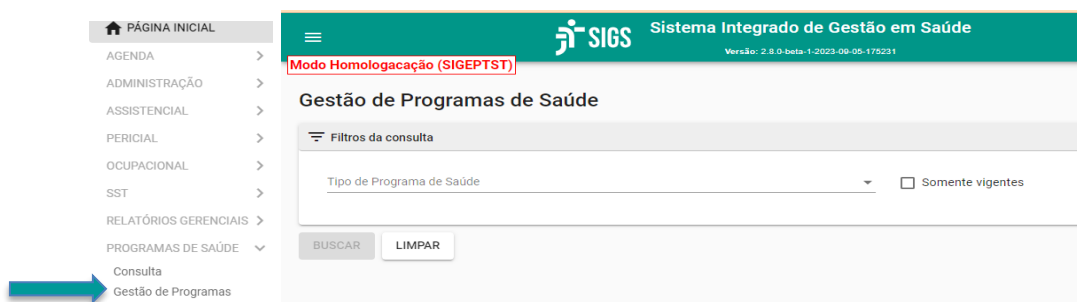 PÁGINA INICIAL
AGENDA
ADMINISTRAÇÃO
ASSISTENCIAL
PERICIAL
OCUPACIONAL
SST
RELATÓRIOS GERENCIAIS
PROGRAMAS DE SAÚDE
Consulta
Gestão de Programas
SIGS
Sistema Integrado de Gestão em Saúde
Versão: 2.8.0-beta-1-2023-09-05-175231
Modo Homologacação (SIGEPTST)
Gestão de Programas de Saúde
Filtros da consulta
Tipo de Programa de Saúde
Somente vigentes
BUSCAR LIMPAR